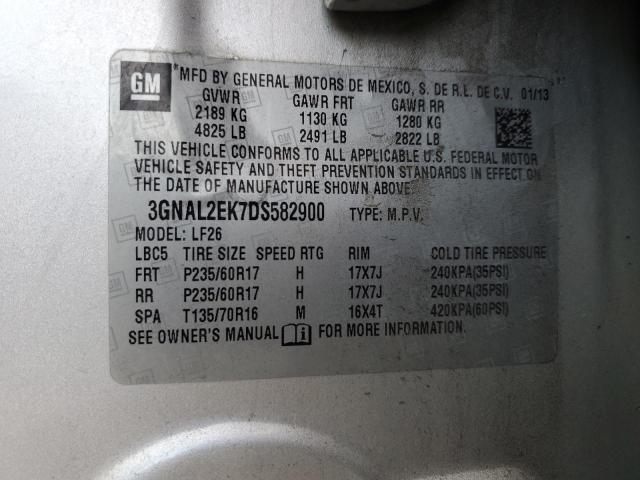 GM
*MFD BY GENERAL MOTORS DE MEXICO, S. DE R.L. DE C.V. 01/13
GVWR GAWR FRT GAWR RR
2189 KG 1130 KG 1280 KG
4825 LB 2491 LB 2822 LB
THIS VEHICLE CONFORMS TO ALL APPLICABLE U.S. FEDERAL MOTOR
VEHICLE SAFETY AND THEFT PREVENTION STANDARDS IN EFFECT ON
THE DATE OF MANUFACTURE SHOWN ABOVE.
3GNAL2EK7DS582900 TYPE: M.P.V.
MODEL: LF26
LBC5 TIRE SIZE SPEED RTG RIM COLD TIRE PRESSURE
FRT P235/60R17 H 17X7J 240KPA(35PSI)
RR P235/60R17 H 17X7J 240KPA(35PSI)
SPA T135/70R16 M 16X4T 420KPA(60PSI)
SEE OWNER'S MANUAL FOR MORE INFORMATION.